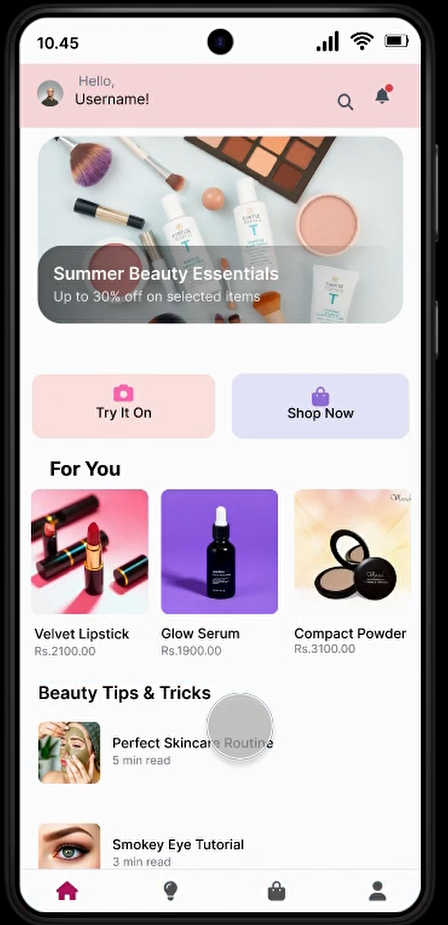 10.45
Hello,
Username!
Summer Beauty Essentials
Up to 30% off on selected items
Try It On
Shop Now
For You
Velvet Lipstick
Rs.2100.00
Glow Serum
Rs.1900.00
Compact Powder
Rs.3100.00
Beauty Tips & Tricks
Perfect Skincare Routine
5 min read
Smokey Eye Tutorial
3 min read